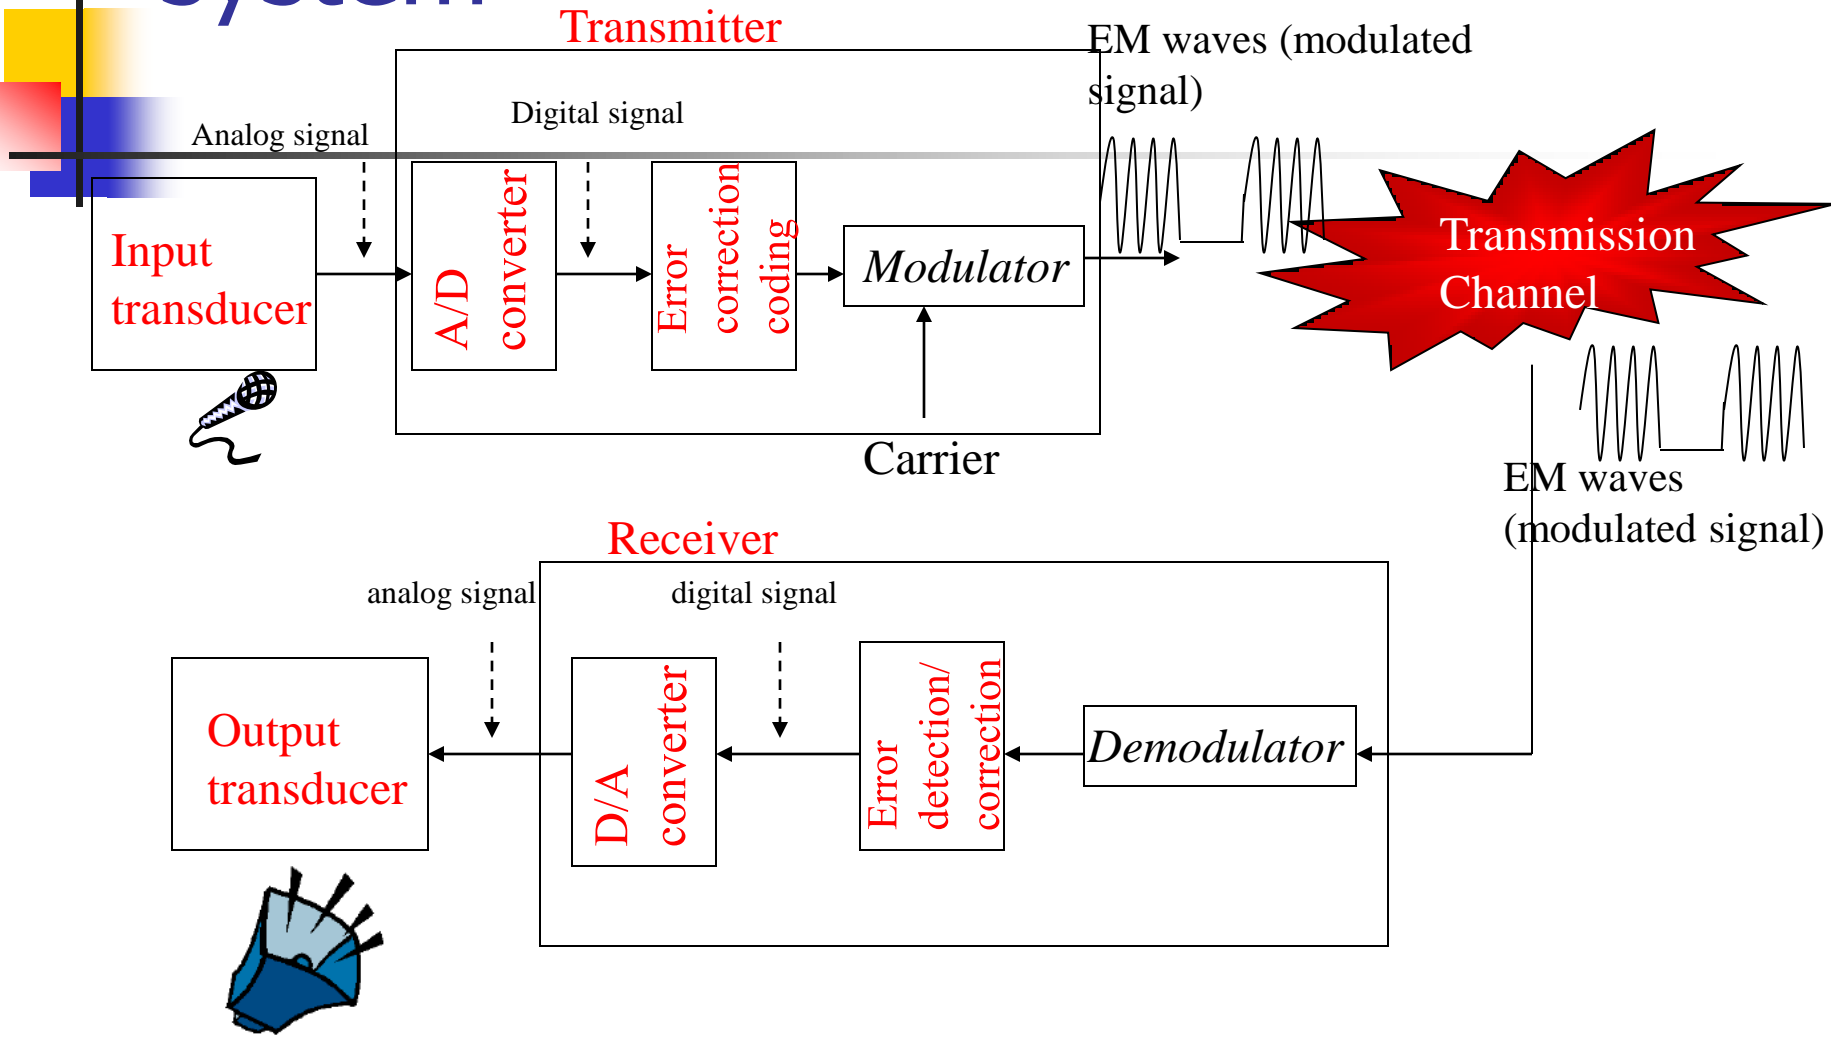 System
Transmitter
EM waves (modulated
signal)
Digital signal
Analog signal
Input
transducer
A/D
converter
Error
correction
coding
Modulator
Transmission
Channel
Carrier
EM waves
(modulated signal)
Receiver
analog signal
digital signal
Output
transducer
D/A
converter
Error
detection/
correction
Demodulator